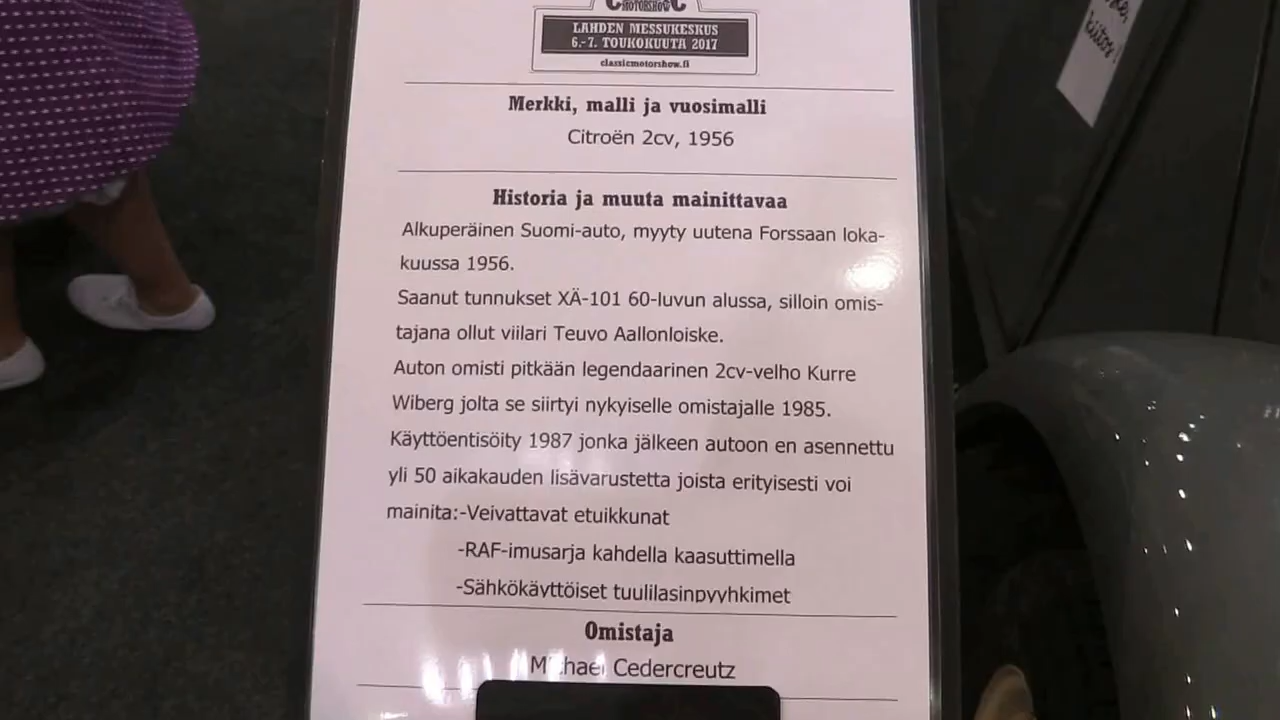 MOTORSHOW
LAHDEN MESSUKESKUS
6.-7. TOUKOKUUTA 2017
classicmotorshow.fi
Merkki, malli ja vuosimalli
Citroën 2cv, 1956
Historia ja muuta mainittavaa
Alkuperäinen Suomi-auto, myyty uutena Forssaan loka-
kuussa 1956.
Saanut tunnukset XÄ-101 60-luvun alussa, silloin omis-
tajana ollut viilari Teuvo Aallonloiske.
Auton omisti pitkään legendaarinen 2cv-velho Kurre
Wiberg jolta se siirtyi nykyiselle omistajalle 1985.
Käyttöentisöity 1987 jonka jälkeen autoon en asennettu
yli 50 aikakauden lisävarustetta joista erityisesti voi
mainita:-Veivattavat etuikkunat
-RAF-imusarja kahdella kaasuttimella
-Sähkökäyttöiset tuulilasinpyyhkimet
Omistaja
Michael Cedercreutz
kiitos!